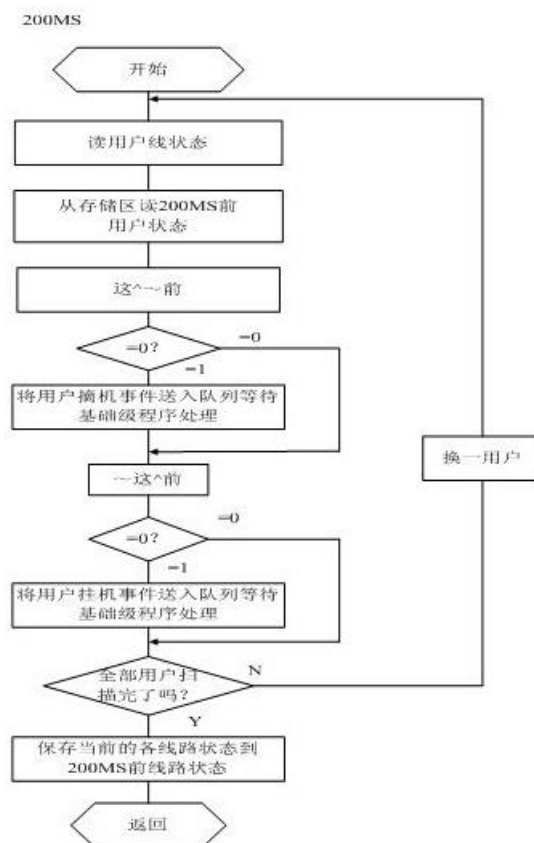 200MS
开始
读用户线状态
从存储区读200MS前
用户状态
这^～前
=0?
=0
=1
将用户摘机事件送入队列等待
基础级程序处理
换一用户
～这^前
=0
=0?
=1
将用户挂机事件送入队列等待
基础级程序处理
全部用户扫
描完了吗?
N
Y
保存当前的各线路状态到
200MS前线路状态
返回